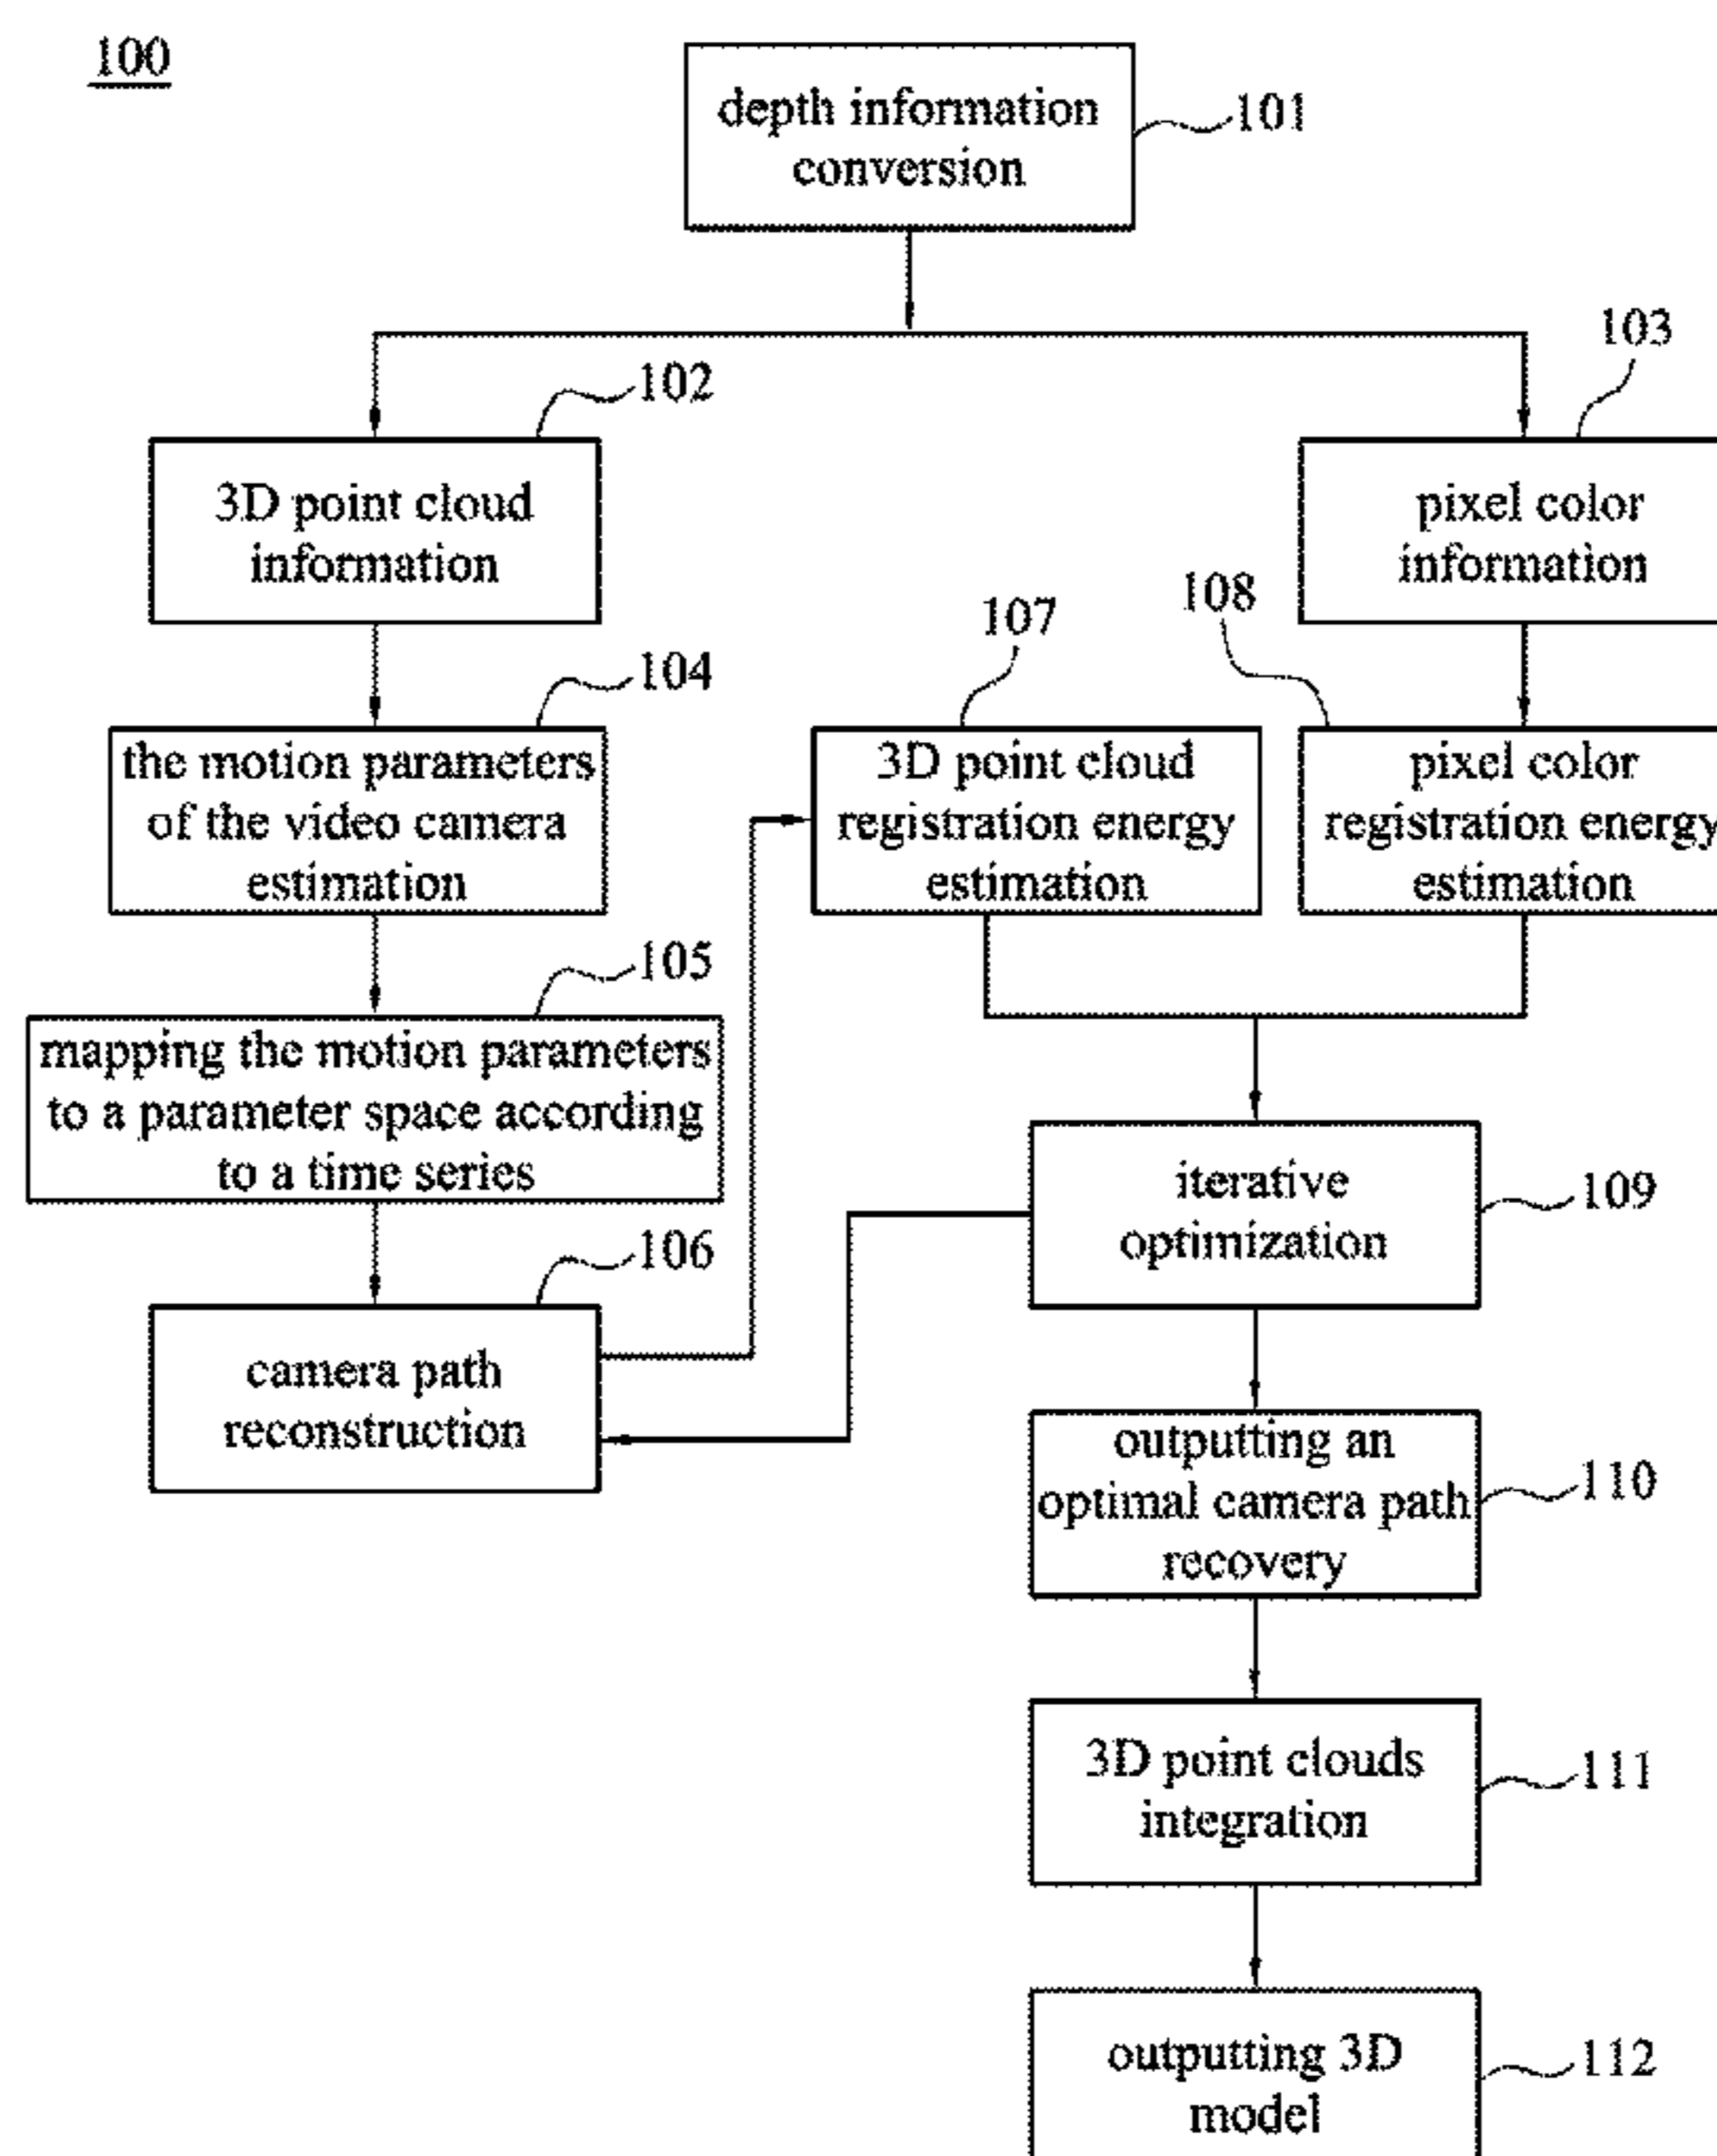 100
depth information
conversion
101
102
103
3D point cloud
information
pixel color
information
104
107
108
the motion parameters
of the video camera
estimation
3D point cloud
registration energy
estimation
pixel color
registration energy
estimation
105
mapping the motion parameters
to a parameter space according
to a time series
iterative
optimization
109
106
camera path
reconstruction
outputting an
optimal camera path
recovery
110
3D point clouds
integration
111
outputting 3D
model
112